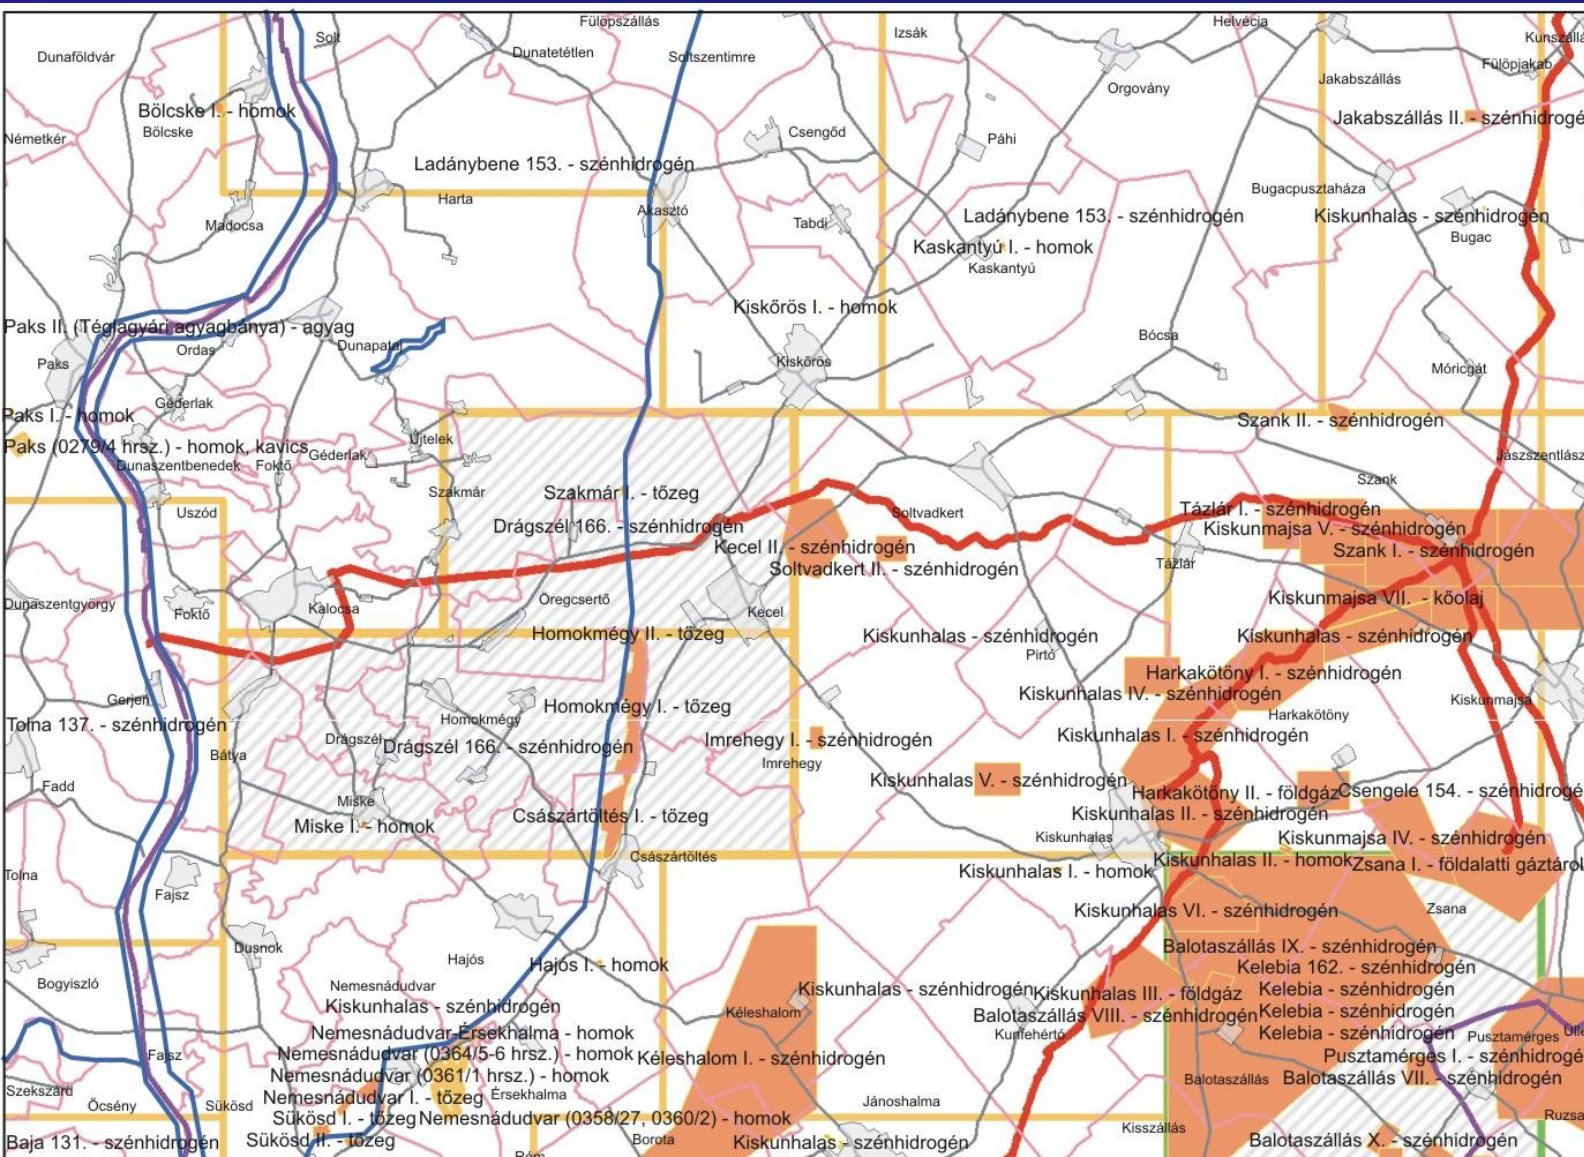 Fülöpszállás
Helvécia
Solt
Izsák
Dunaföldvár
Dunatetétlen
Soltszentimre
Fülöpjakab
Jakabszállás
Orgovány
Bölcske I. - homok
Jakabszállás II. - szénhidrogé
Bölcske
Csengőd
Németkér
Páhi
Ladánybene 153. - szénhidrogén
Bugacpusztaháza
Harta
Akasztó
Ladánybene 153. - szénhidrogén
Kiskunhalas - szénhidrogén
Madocsa
Tabdi
Bugac
Kaskantyú I. - homok
Kaskantyú
Kiskőrös I. - homok
Paks II. (Téglagyári agyagbánya) - agyag
Bócsa
Ordas
Dunapataj
Paks
Kiskőrös
Móricgát
Géderlak
Paks I. - homok
Szank II. - szénhidrogén
Paks (0279/4 hrsz.) - homok, kavics
Újtelek
Géderlak
Jászszentlász
Dunaszentbenedek
Foktő
Szank
Szakmár
Szakmár I. - tőzeg
Uszód
Soltvadkert
Tázlár I. - szénhidrogén
Drágszél 166. - szénhidrogén
Kiskunmajsa V. - szénhidrogén
Kecel II. - szénhidrogén
Szank I. - szénhidrogén
Soltvadkert II. - szénhidrogén
Tázlár
Dunaszentgyörgy
Öregcsertő
Kiskunmajsa VII. - kőolaj
Foktő
Kalocsa
Kecel
Homokmégy II. - tőzeg
Kiskunhalas - szénhidrogén
Kiskunhalas - szénhidrogén
Pirtó
Harkakötöny I. - szénhidrogén
Kiskunhalas IV. - szénhidrogén
Gerjen
Kiskunmajsa
Homokmégy I. - tőzeg
Harkakötöny
Tolna 137. - szénhidrogén
Homokmégy
Kiskunhalas I. - szénhidrogén
Drágszél
Drágszél 166. - szénhidrogén
Imrehegy I. - szénhidrogén
Bátya
Imrehegy
Kiskunhalas V. - szénhidrogén
Fadd
Harkakötöny II. - földgáz
Csengele 154. - szénhidrogé
Miske
Kiskunhalas II. - szénhidrogén
Miske I. - homok
Császártöltés I. - tőzeg
Kiskunhalas
Kiskunmajsa IV. - szénhidrogén
Császártöltés
Kiskunhalas II. - homok
Zsana I. - földalatti gáztárol
Tolna
Kiskunhalas I. - homok
Fajsz
Kiskunhalas VI. - szénhidrogén
Zsana
Dusnok
Balotaszállás IX. - szénhidrogén
Hajós
Hajós I. - homok
Kelebia 162. - szénhidrogén
Bogyiszló
Nemesnádudvar
Kiskunhalas - szénhidrogén
Kelebia - szénhidrogén
Kiskunhalas III. - földgáz
Kiskunhalas - szénhidrogén
Kéleshalom
Balotaszállás VIII. - szénhidrogén
Kelebia - szénhidrogén
Nemesnádudvar-Érsekhalma - homok
Kunfehértó
Kelebia - szénhidrogén
Pusztamérges
Fajsz
Nemesnádudvar (0364/5-6 hrsz.) - homok
Kéleshalom I. - szénhidrogén
Pusztamérges I. - szénhidrogé
Nemesnádudvar (0361/1 hrsz.) - homok
Balotaszállás
Balotaszállás VII. - szénhidrogén
Szekszárd
Nemesnádudvar I. - tőzeg
Érsekhalma
Őcsény
Sükösd
Jánoshalma
Sükösd I. - tőzeg
Nemesnádudvar (0358/27, 0360/2) - homok
Ruzsa
Kisszállás
Baja 131. - szénhidrogén
Sükösd II. - tőzeg
Borota
Kiskunhalas - szénhidrogén
Balotaszállás X. - szénhidrogén